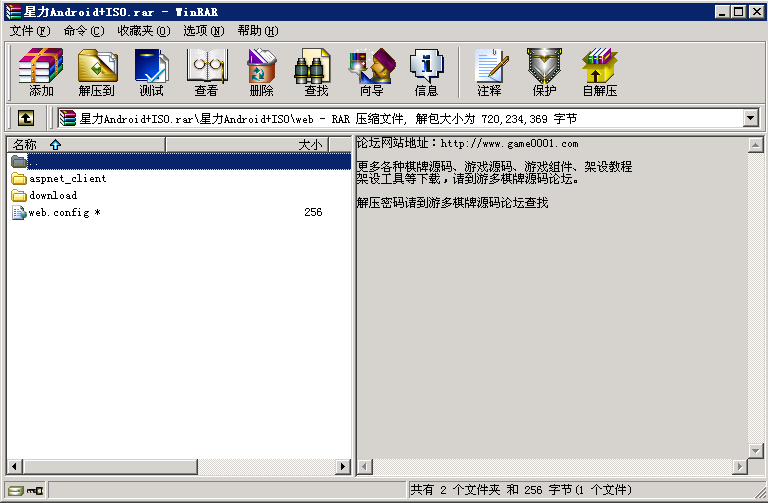 星力Android+ISO.rar - WinRAR
文件(F) 命令(C) 收藏夹(O) 选项(N) 帮助(H)
添加 解压到 测试 查看 删除 查找 向导 信息 注释 保护 自解压
星力Android+ISO.rar\星力Android+ISO\web - RAR 压缩文件, 解包大小为 720,234,369 字节
名称 大小
..
aspnet_client
download
web.config * 256
论坛网站地址：http://www.game0001.com
更多各种棋牌源码、游戏源码、游戏组件、架设教程
架设工具等下载，请到游多棋牌源码论坛。
解压密码请到游多棋牌源码论坛查找
共有 2 个文件夹 和 256 字节(1 个文件)